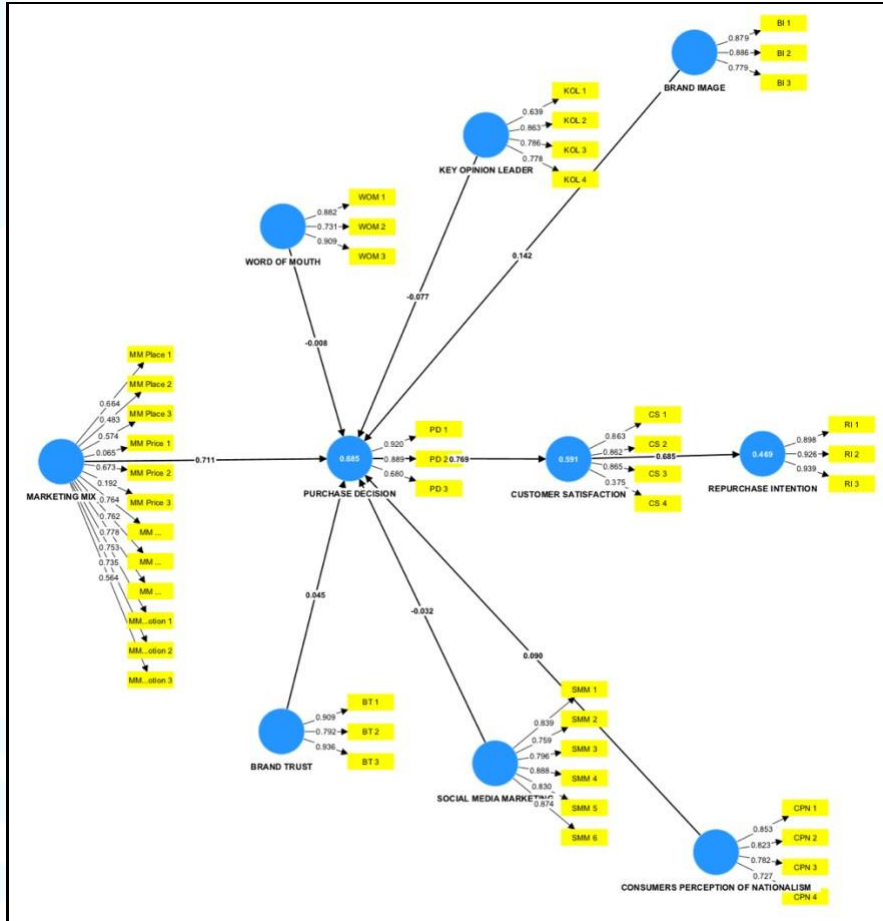 BI 1
0.879
0.886
BI 2
0.779
BI 3
BRAND IMAGE
KOL 1
0.639
KOL 2
0.863
0.786
KOL 3
0.778
KOL 4
KEY OPINION LEADER
WOM 1
0.882
0.731
WOM 2
0.909
WOM 3
WORD OF MOUTH
0.142
-0.077
-0.008
MM Place 1
MM Place 2
0.664
MM Place 3
0.483
0.574
MM Price 1
0.065
0.673
MM Price 2
0.192
MM Price 3
0.764
0.762
MM ...
0.778
MM ...
0.753
0.735
MM ...
0.564
MM...otion 1
MM...otion 2
MM...otion 3
MARKETING MIX
0.711
0.685
PURCHASE DECISION
PD 1
0.920
0.889
PD 2
0.680
PD 3
0.769
0.591
CUSTOMER SATISFACTION
CS 1
0.863
0.862
CS 2
0.865
CS 3
0.375
CS 4
0.685
0.469
REPURCHASE INTENTION
RI 1
0.898
0.926
RI 2
0.939
RI 3
0.045
-0.032
0.090
BT 1
0.909
0.792
BT 2
0.936
BT 3
BRAND TRUST
SMM 1
0.839
SMM 2
0.759
0.796
SMM 3
0.888
SMM 4
0.830
0.874
SMM 5
SMM 6
SOCIAL MEDIA MARKETING
CPN 1
0.853
0.823
CPN 2
0.782
CPN 3
0.727
CPN 4
CONSUMERS PERCEPTION OF NATIONALISM